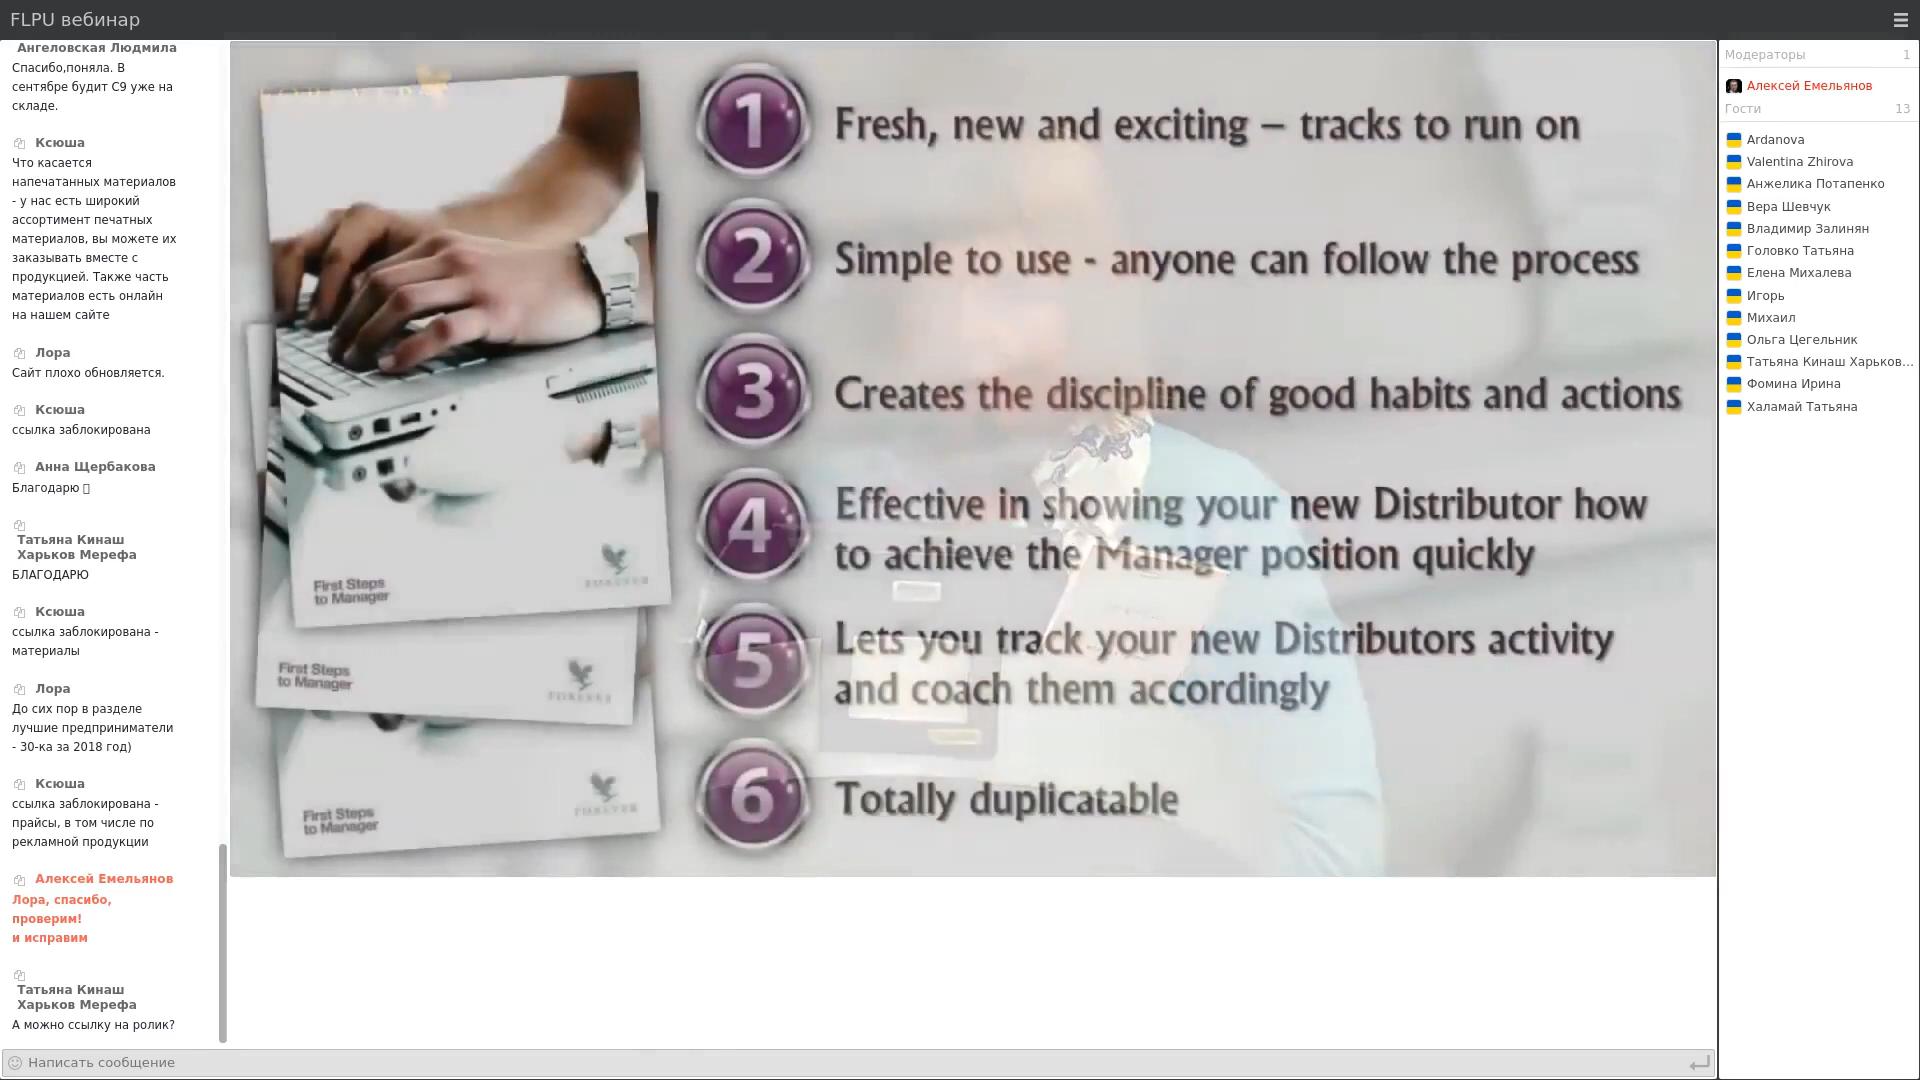 FLPU вебинар
Ангеловская Людмила
Спасибо,поняла. В
сентябре будит С9 уже на
складе.
Ксюша
Что касается
напечатанных материалов
- у нас есть широкий
ассортимент печатных
материалов, вы можете их
заказывать вместе с
продукцией. Также часть
материалов есть онлайн
на нашем сайте
Лора
Сайт плохо обновляется.
Ксюша
ссылка заблокирована
Анна Щербакова
Благодарю
Татьяна Кинаш
Харьков Мерефа
БЛАГОДАРЮ
Ксюша
ссылка заблокирована -
материалы
Лора
До сих пор в разделе
лучшие предприниматели
- 30-ка за 2018 год)
Ксюша
ссылка заблокирована -
прайсы, в том числе по
рекламной продукции
Алексей Емельянов
Лора, спасибо,
проверим!
и исправим
Татьяна Кинаш
Харьков Мерефа
А можно ссылку на ролик?
Написать сообщение
FOREVER
First Steps
to Manager
FOREVER
First Steps
to Manager
FOREVER
First Steps
to Manager
FOREVER
1 Fresh, new and exciting – tracks to run on
2 Simple to use - anyone can follow the process
3 Creates the discipline of good habits and actions
4 Effective in showing your new Distributor how
to achieve the Manager position quickly
5 Lets you track your new Distributors activity
and coach them accordingly
6 Totally duplicatable
Модераторы 1
Алексей Емельянов
Гости 13
Ardanova
Valentina Zhirova
Анжелика Потапенко
Вера Шевчук
Владимир Залинян
Головко Татьяна
Елена Михалева
Игорь
Михаил
Ольга Цегельник
Татьяна Кинаш Харьков...
Фомина Ирина
Халамай Татьяна